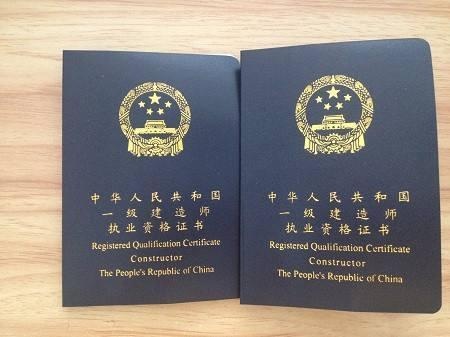 中华人民共和国
一级建造师
执业资格证书
Registered Qualification Certificate
Constructor
The People's Republic of China
中华人民共和国
一级建造师
执业资格证书
Registered Qualification Certificate
Constructor
The People's Republic of China